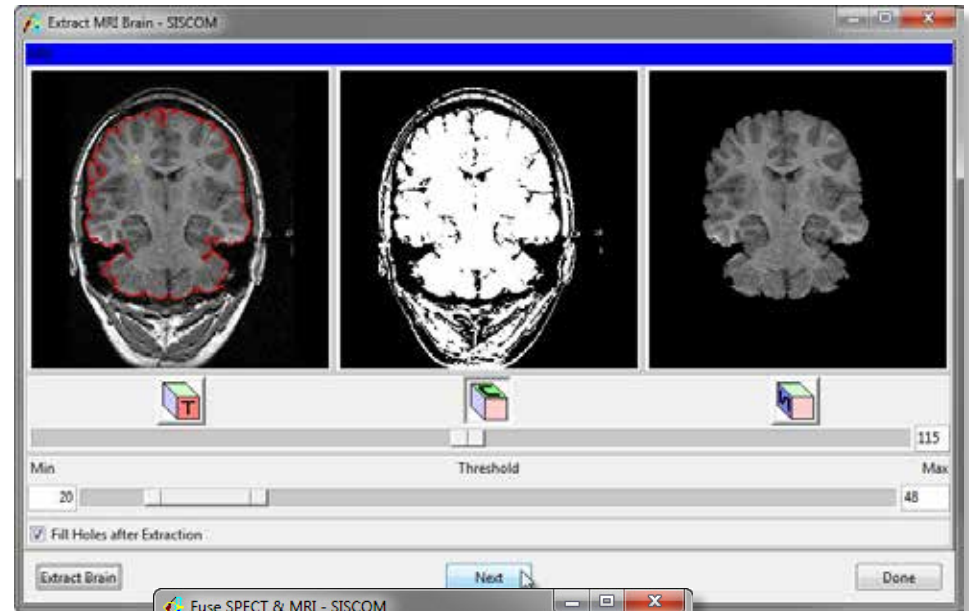 Extract MRI Brain - SISCOM
T
115
Min Threshold Max
20 48
Fill Holes after Extraction
Extract Brain Next Done
Fuse SPECT & MRI - SISCOM